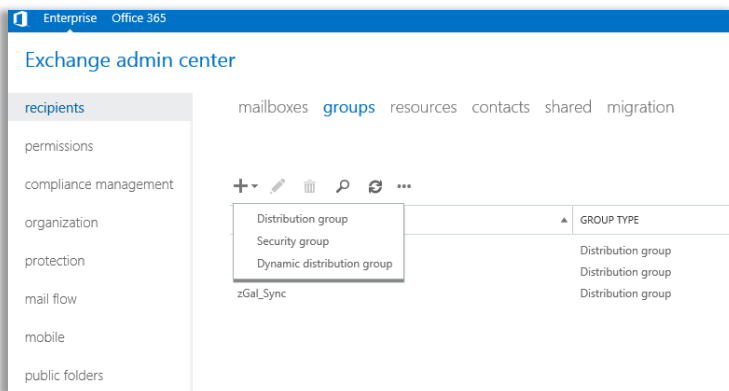 Enterprise Office 365
Exchange admin center
recipients
permissions
compliance management
organization
protection
mail flow
mobile
public folders
mailboxes groups resources contacts shared migration
Distribution group
Security group
Dynamic distribution group
GROUP TYPE
Distribution group
Distribution group
zGal_Sync Distribution group